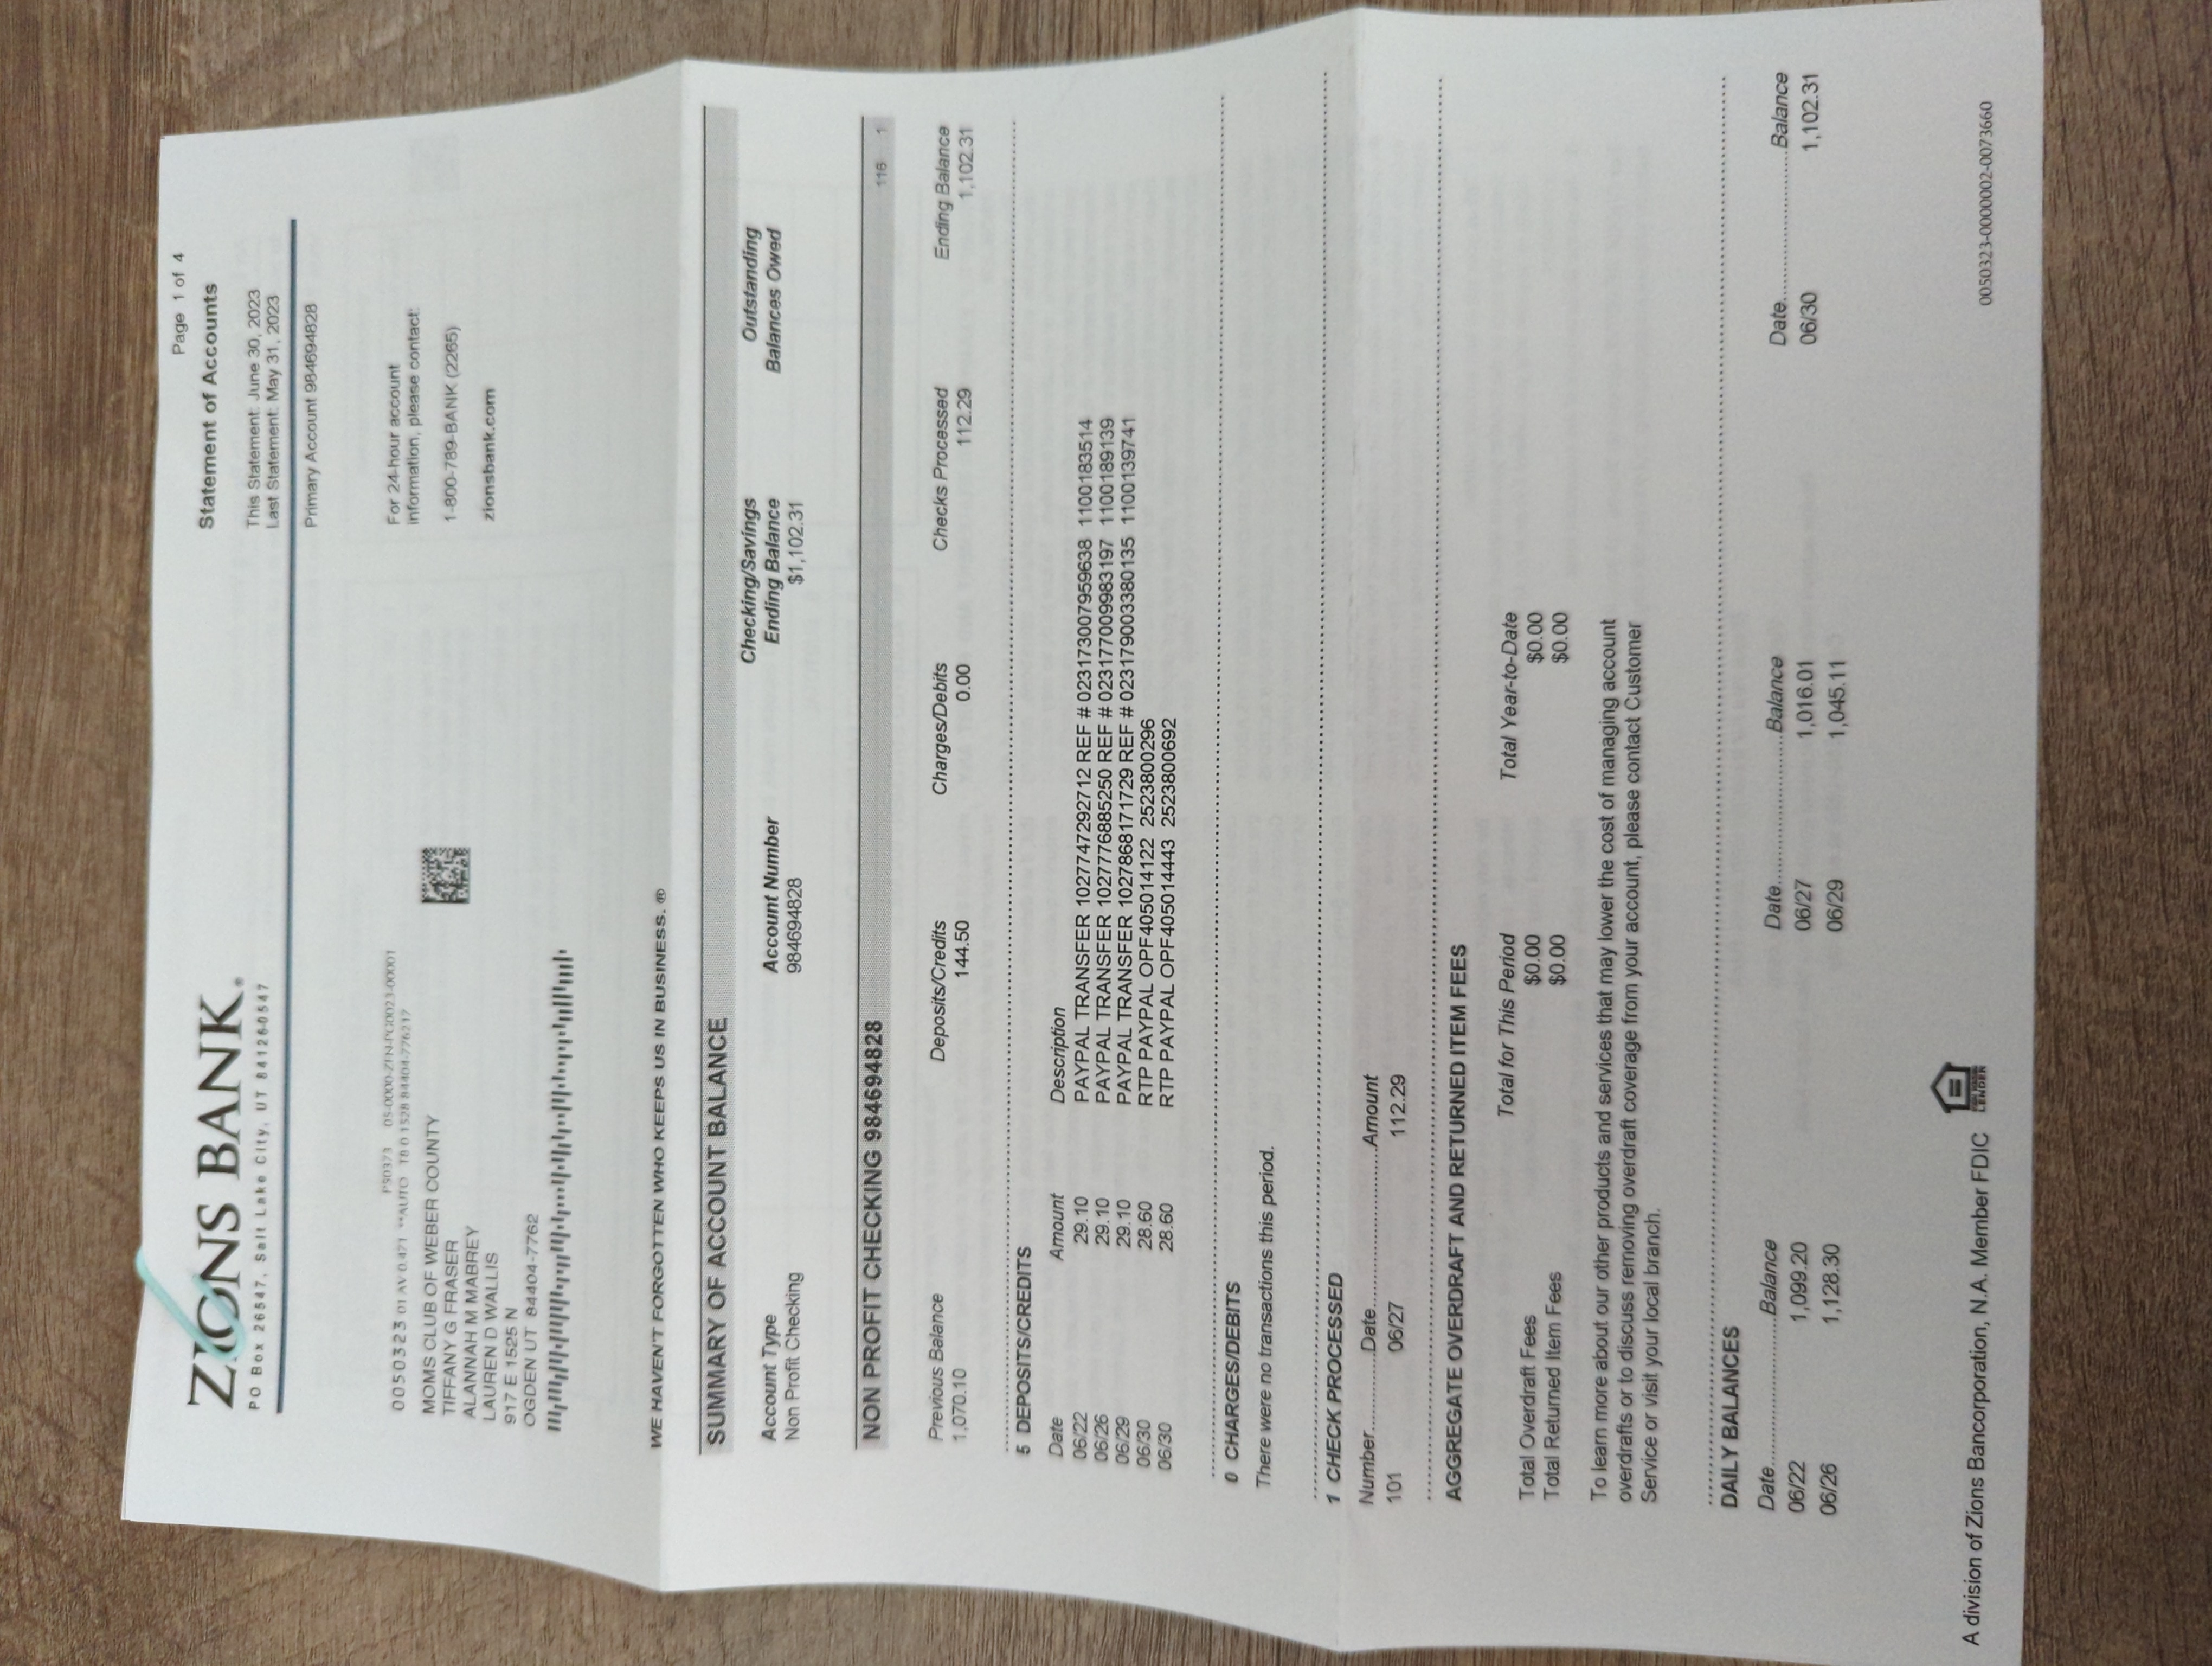 Page 1 of 4
ZIONS BANK.
Statement of Accounts
PO Box 26547, Salt Lake City, UT 841260547
This Statement: June 30, 2023
Last Statement: May 31, 2023
Primary Account 984694828
PS0373 05-0000-ZFN-PG0023-00001
0050323 01 AV 0.471 **AUTO T8 0 1528 84404-776217
MOMS CLUB OF WEBER COUNTY
TIFFANY G FRASER
ALANNAH M MABREY
LAUREN D WALLIS
917 E 1525 N
OGDEN UT 84404-7762
For 24-hour account
information, please contact:
1-800-789-BANK (2265)
zionsbank.com
WE HAVEN'T FORGOTTEN WHO KEEPS US IN BUSINESS. ®
SUMMARY OF ACCOUNT BALANCE
Checking/Savings Outstanding
Account Type Account Number Ending Balance Balances Owed
Non Profit Checking 984694828 $1,102.31
NON PROFIT CHECKING 984694828 116 1
Previous Balance Deposits/Credits Charges/Debits Checks Processed Ending Balance
1,070.10 144.50 0.00 112.29 1,102.31
5 DEPOSITS/CREDITS
Date Amount Description
06/22 29.10 PAYPAL TRANSFER 1027747292712 REF # 023173007959638 1100183514
06/26 29.10 PAYPAL TRANSFER 1027776885250 REF # 023177009983197 1100189139
06/29 29.10 PAYPAL TRANSFER 1027868171729 REF # 023179003380135 1100139741
06/30 28.60 RTP PAYPAL OPF405014122 2523800296
06/30 28.60 RTP PAYPAL OPF405014443 2523800692
0 CHARGES/DEBITS
There were no transactions this period.
1 CHECK PROCESSED
Number..............Date.............................Amount
101 06/27 112.29
AGGREGATE OVERDRAFT AND RETURNED ITEM FEES
Total for This Period Total Year-to-Date
Total Overdraft Fees $0.00 $0.00
Total Returned Item Fees $0.00 $0.00
To learn more about our other products and services that may lower the cost of managing account
overdrafts or to discuss removing overdraft coverage from your account, please contact Customer
Service or visit your local branch.
DAILY BALANCES
Date...........................Balance Date...........................Balance Date...........................Balance
06/22 1,099.20 06/27 1,016.01 06/30 1,102.31
06/26 1,128.30 06/29 1,045.11
A division of Zions Bancorporation, N.A. Member FDIC
LENDER
0050323-0000002-0073660